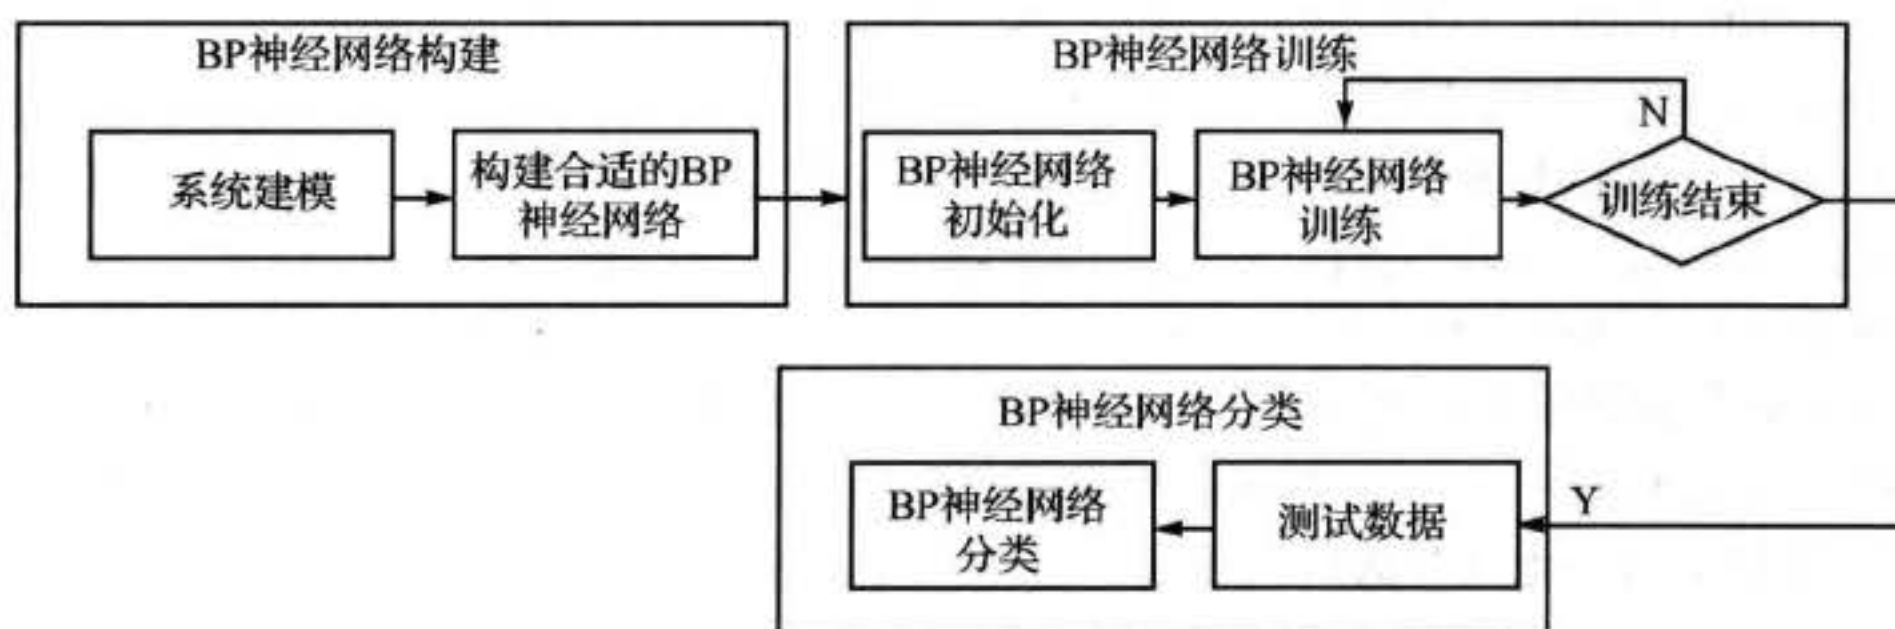 BP神经网络构建
系统建模
构建合适的BP
神经网络
BP神经网络训练
BP神经网络
初始化
BP神经网络
训练
N
训练结束
Y
BP神经网络分类
测试数据
BP神经网络
分类